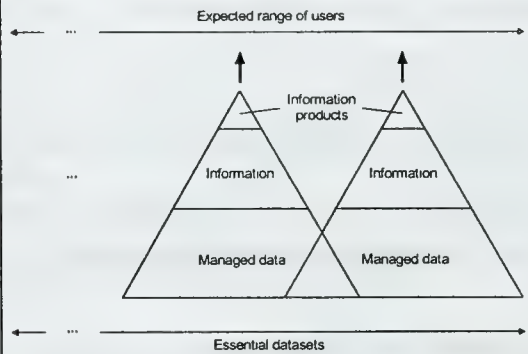 Expected range of users
...
Information
products
...
Information Information
Managed data Managed data
...
Essential datasets